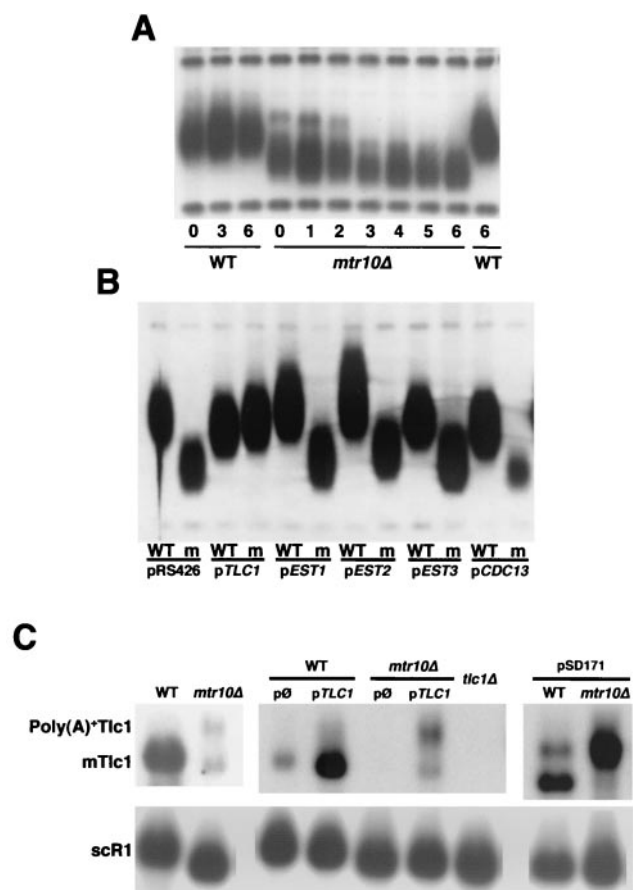 A
0 3 6 0 1 2 3 4 5 6 6
WT mtr10Δ WT
B
WT m WT m WT m WT m WT m WT m
pRS426 pTLC1 pEST1 pEST2 pEST3 pCDC13
C
WT mtr10Δ pSD171
WT mtr10Δ pØ pTLC1 pØ pTLC1 tlc1Δ WT mtr10Δ
Poly(A)+Tlc1
mTlc1
scR1